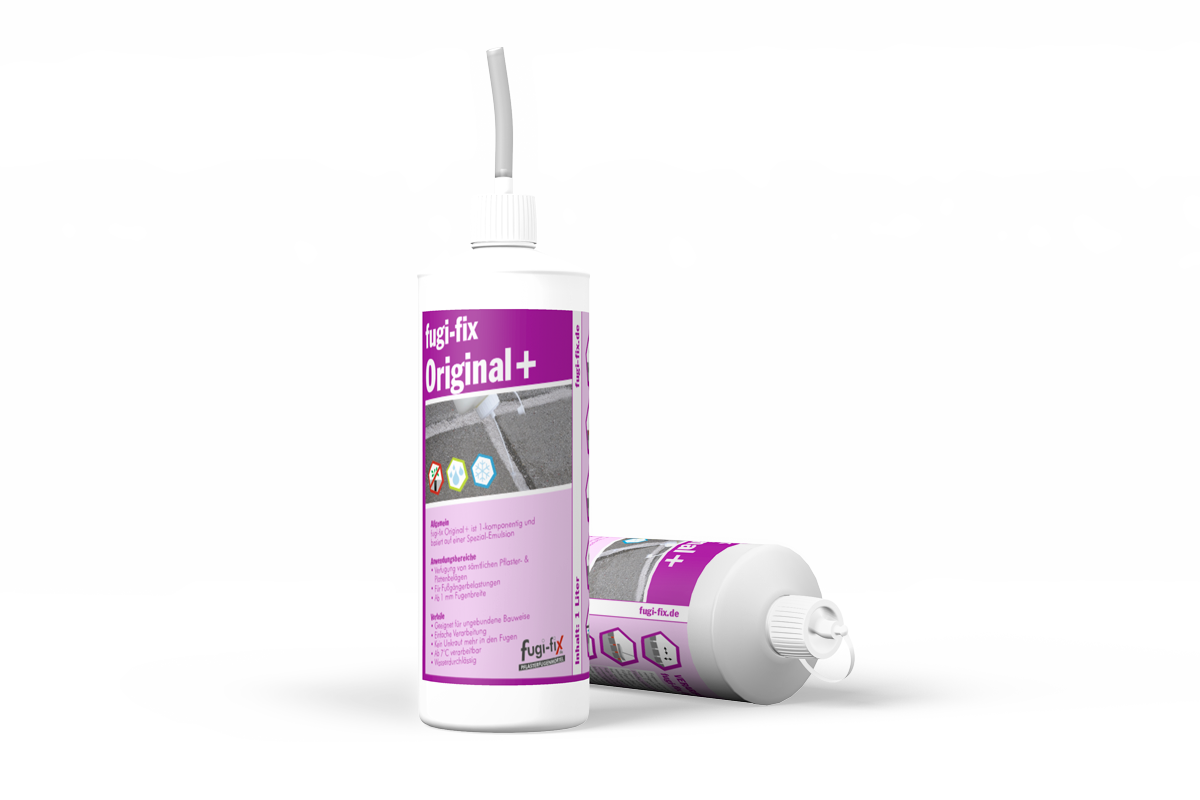 fugi-fix
Original+
Allgemein
fugi-fix Original+ ist 1-komponentig und
basiert auf einer Spezial-Emulsion
Anwendungsbereiche
• Verfugung von sämtlichen Pflaster- &
Plattenbelägen
• Für Fußgängerbelastungen
• Ab 1 mm Fugenbreite
Vorteile
• Geeignet für ungebundene Bauweise
• Einfache Verarbeitung
• Kein Unkraut mehr in den Fugen
• Ab 7°C verarbeitbar
• Wasserdurchlässig
fugi-fix
PFLASTERFUGENMÖRTEL
fugi-fix.de
Inhalt: 1 Liter
al+
fugi-fix.de